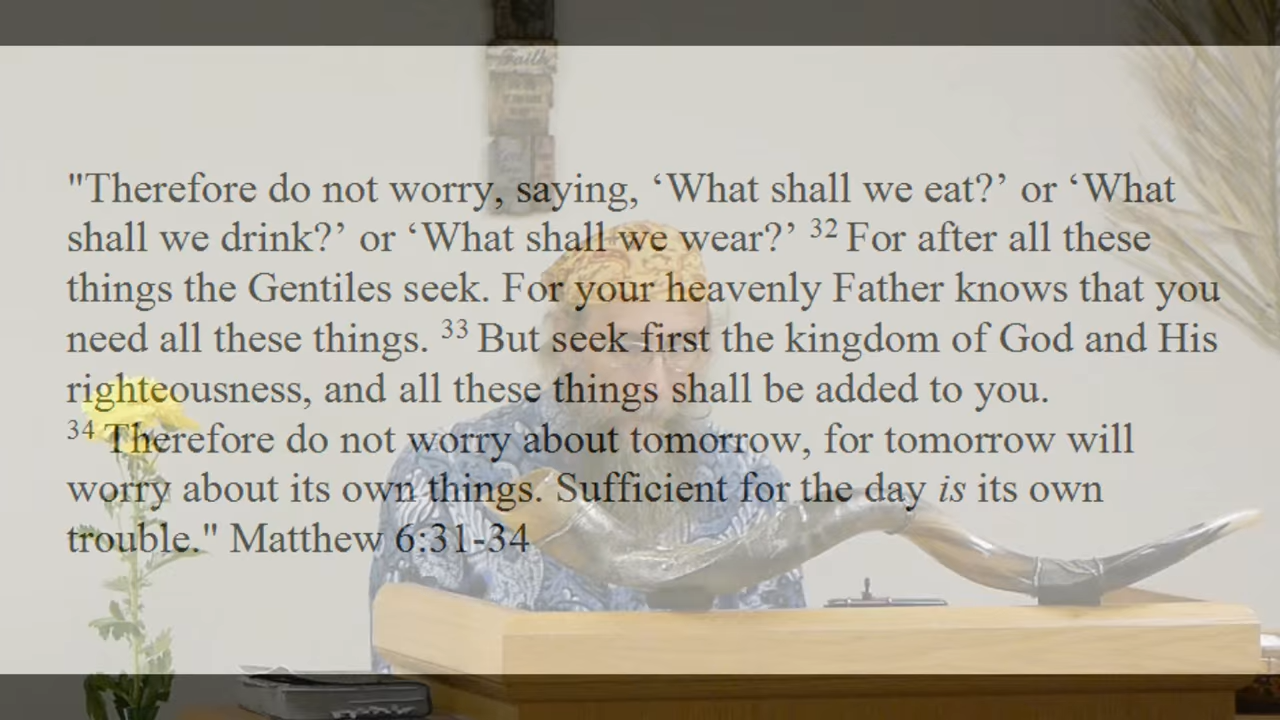 Faith
"Therefore do not worry, saying, ‘What shall we eat?’ or ‘What
shall we drink?’ or ‘What shall we wear?’ 32 For after all these
things the Gentiles seek. For your heavenly Father knows that you
need all these things. 33 But seek first the kingdom of God and His
righteousness, and all these things shall be added to you.
34 Therefore do not worry about tomorrow, for tomorrow will
worry about its own things. Sufficient for the day is its own
trouble." Matthew 6:31-34